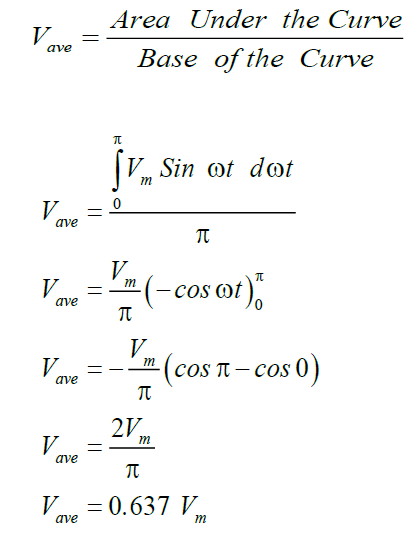 V_ave = Area Under the Curve / Base of the Curve
V_ave = ∫_0^π V_m Sin ωt dωt / π
V_ave = V_m / π (−cos ωt)_0^π
V_ave = − V_m / π (cos π − cos 0)
V_ave = 2V_m / π
V_ave = 0.637 V_m